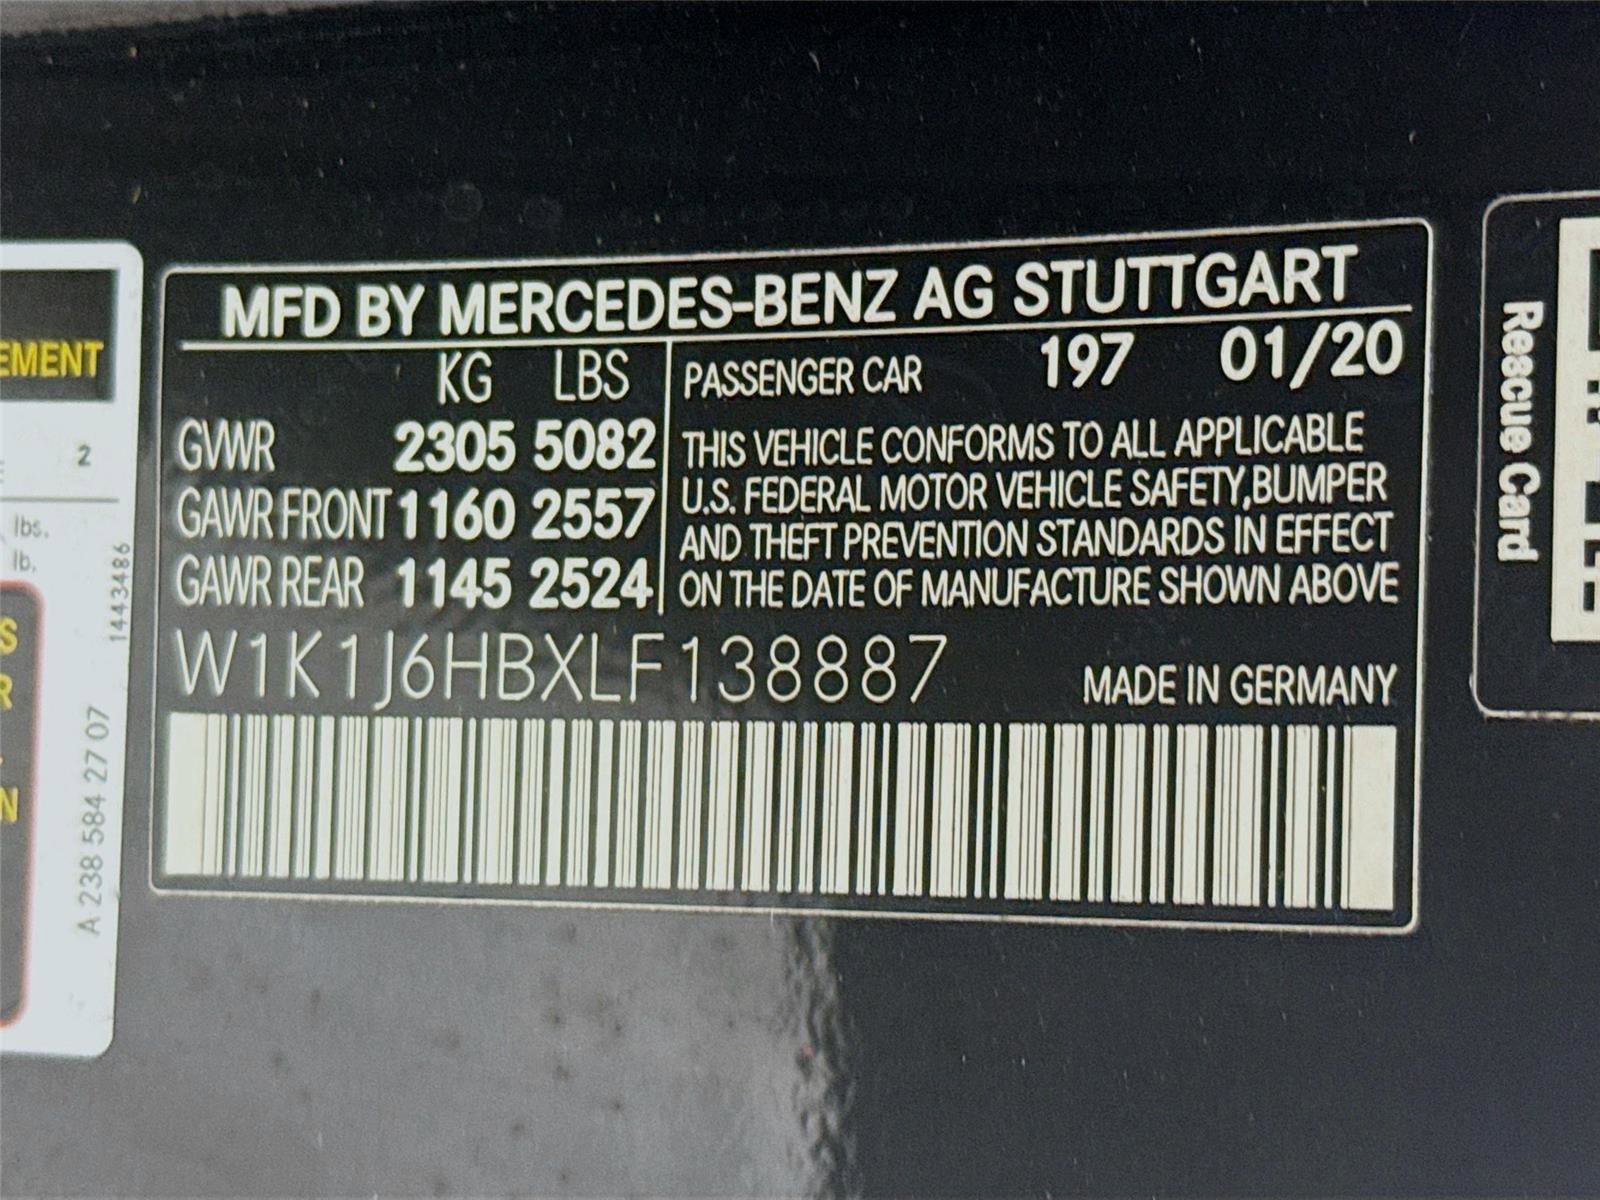 MFD BY MERCEDES-BENZ AG STUTTGART
KG LBS
GVWR 2305 5082
GAWR FRONT 1160 2557
GAWR REAR 1145 2524
PASSENGER CAR 197 01/20
THIS VEHICLE CONFORMS TO ALL APPLICABLE
U.S. FEDERAL MOTOR VEHICLE SAFETY,BUMPER
AND THEFT PREVENTION STANDARDS IN EFFECT
ON THE DATE OF MANUFACTURE SHOWN ABOVE
W1K1J6HBXLF138887
MADE IN GERMANY
EMENT
2
lbs.
lb.
S
R
N
A 238 584 27 07
1443486
Rescue Card